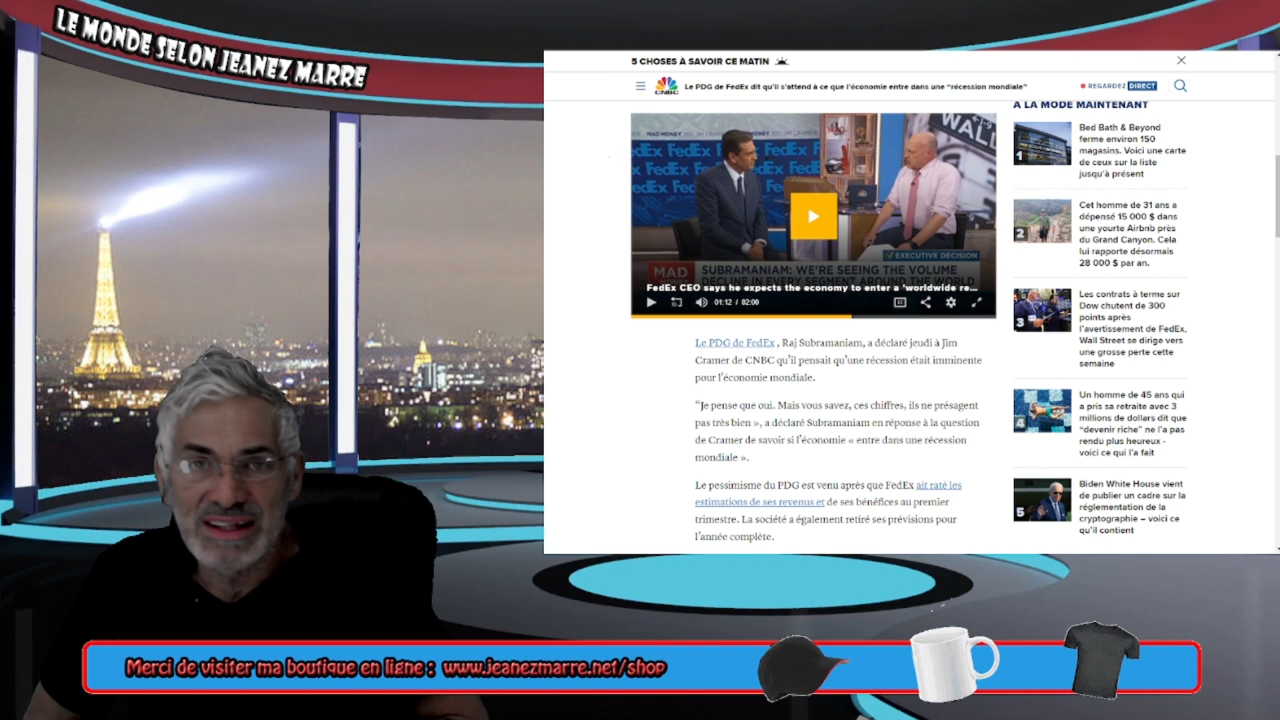 LE MONDE SELON JEANEZ MARRE
5 CHOSES À SAVOIR CE MATIN
CNBC
Le PDG de FedEx dit qu'il s'attend à ce que l'économie entre dans une "récession mondiale"
REGARDEZ DIRECT
A LA MODE MAINTENANT
MAD MONEY
FedEx FedEx FedEx
WALL
EXECUTIVE DECISION
MAD
SUBRAMANIAM: WE'RE SEEING THE VOLUME
DECLINE IN EVERY SEGMENT AROUND THE WORLD
FedEx CEO says he expects the economy to enter a 'worldwide re...
01:12 / 02:00
Le PDG de FedEx , Raj Subramaniam, a déclaré jeudi à Jim
Cramer de CNBC qu'il pensait qu'une récession était imminente
pour l'économie mondiale.
"Je pense que oui. Mais vous savez, ces chiffres, ils ne présagent
pas très bien », a déclaré Subramaniam en réponse à la question
de Cramer de savoir si l'économie « entre dans une récession
mondiale ».
Le pessimisme du PDG est venu après que FedEx ait raté les
estimations de ses revenus et de ses bénéfices au premier
trimestre. La société a également retiré ses prévisions pour
l'année complète.
1
Bed Bath & Beyond
ferme environ 150
magasins. Voici une carte
de ceux sur la liste
jusqu'à présent
2
Cet homme de 31 ans a
dépensé 15 000 $ dans
une yourte Airbnb près
du Grand Canyon. Cela
lui rapporte désormais
28 000 $ par an.
3
Les contrats à terme sur
Dow chutent de 300
points après
l'avertissement de FedEx,
Wall Street se dirige vers
une grosse perte cette
semaine
4
Un homme de 45 ans qui
a pris sa retraite avec 3
millions de dollars dit que
"devenir riche" ne l'a pas
rendu plus heureux -
voici ce qu'il a fait
5
Biden White House vient
de publier un cadre sur la
réglementation de la
cryptographie – voici ce
qu'il contient
Merci de visiter ma boutique en ligne : www.jeanezmarre.net/shop